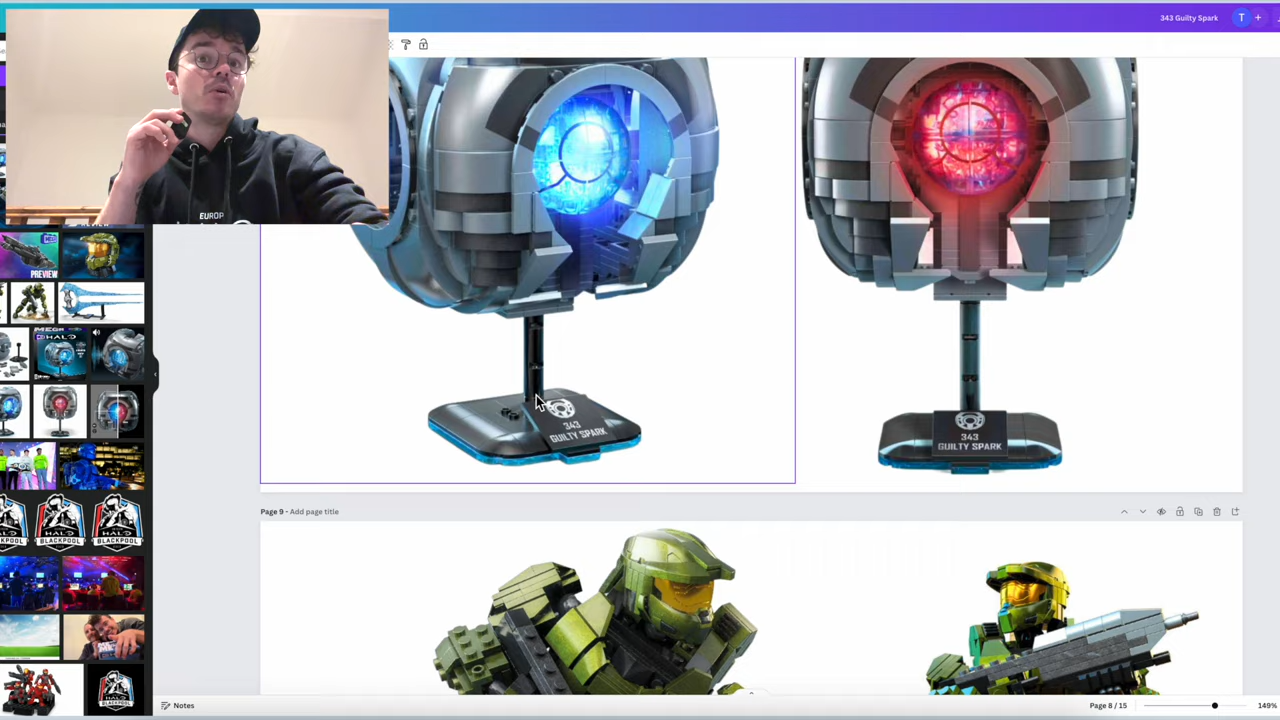 343 Guilty Spark
T
+
EUROP
PREVIEW
HALO
343
GUILTY SPARK
343
GUILTY SPARK
Page 9 - Add page title
HALO
BLACKPOOL
HALO
BLACKPOOL
HALO
BLACKPOOL
Notes
Page 8 / 15
149%